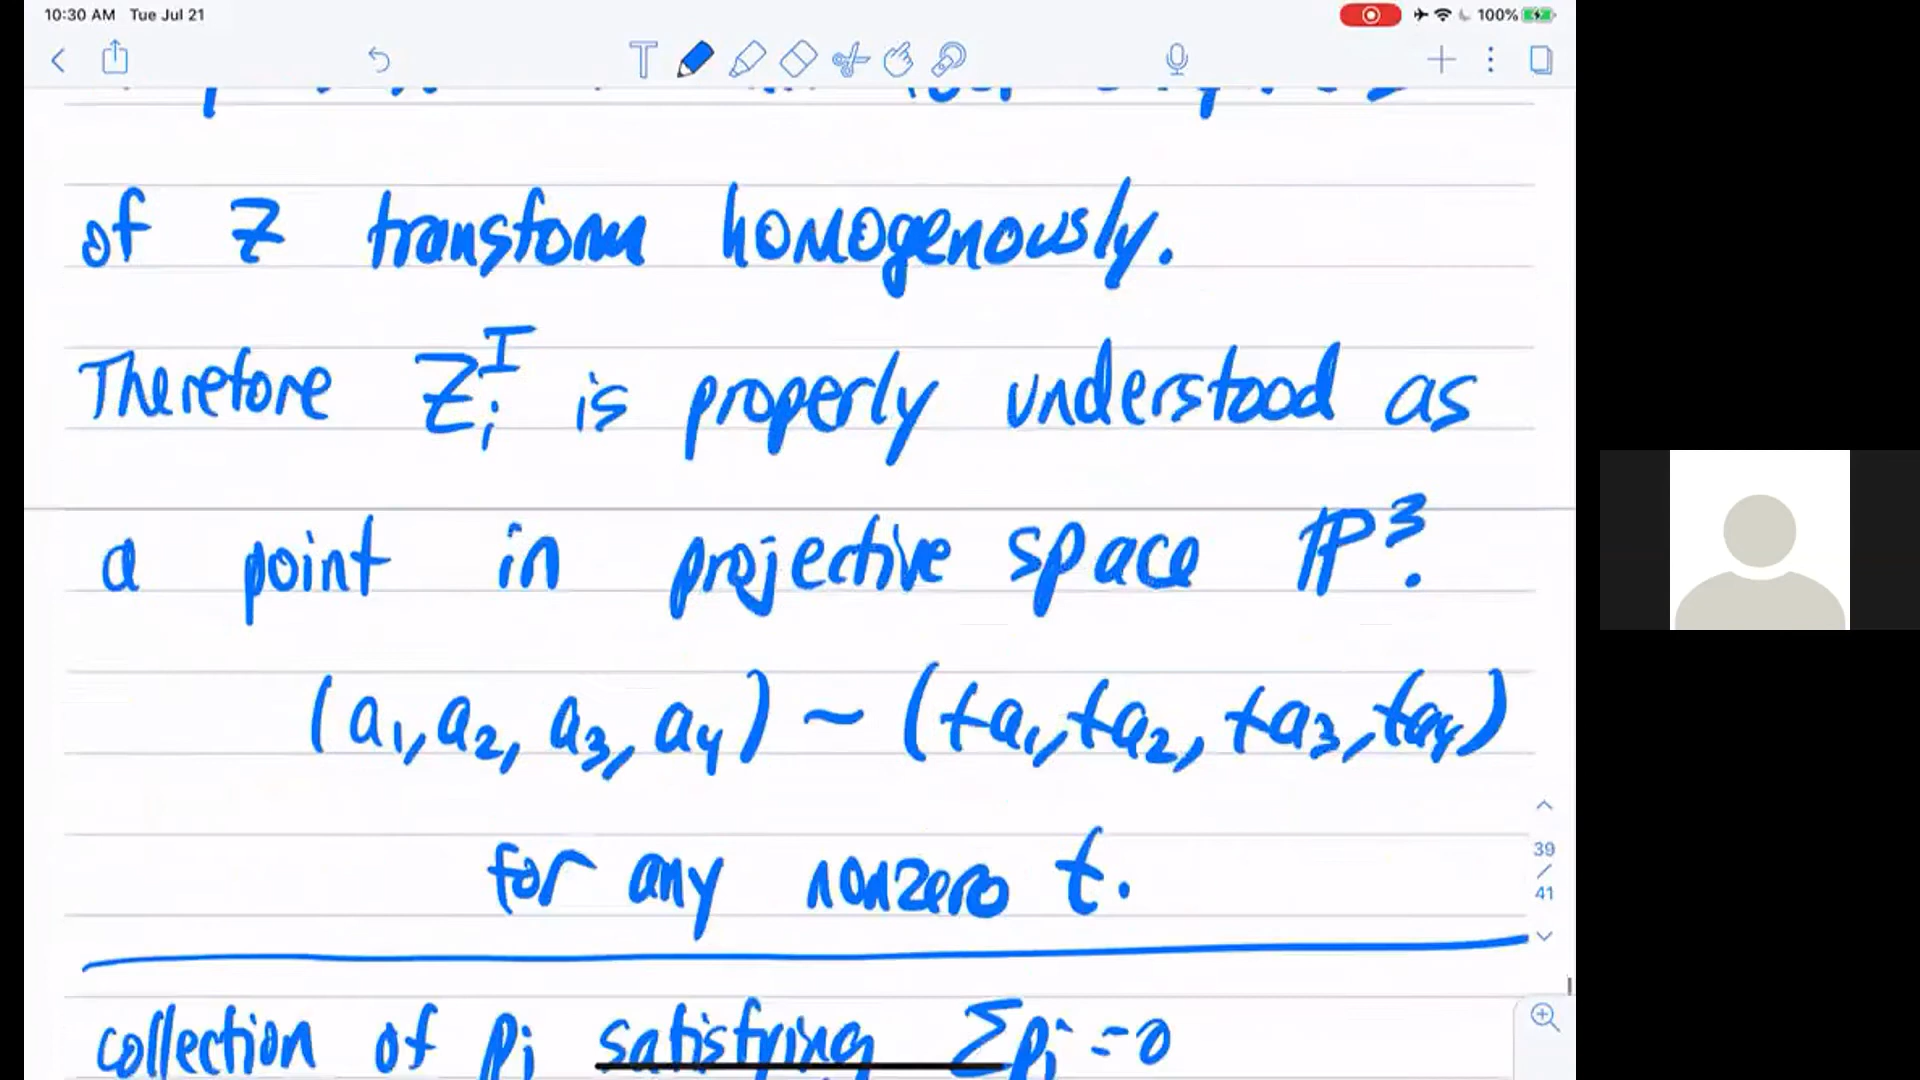 10:30 AM Tue Jul 21
100%
T
of Z transform homogenously.
Therefore Z_i^I is properly understood as
a point in projective space ℙ³.
(a₁, a₂, a₃, a₄) ~ (ta₁, ta₂, ta₃, ta₄)
for any nonzero t.
39
/
41
collection of p_i satisfying Σp_i = 0